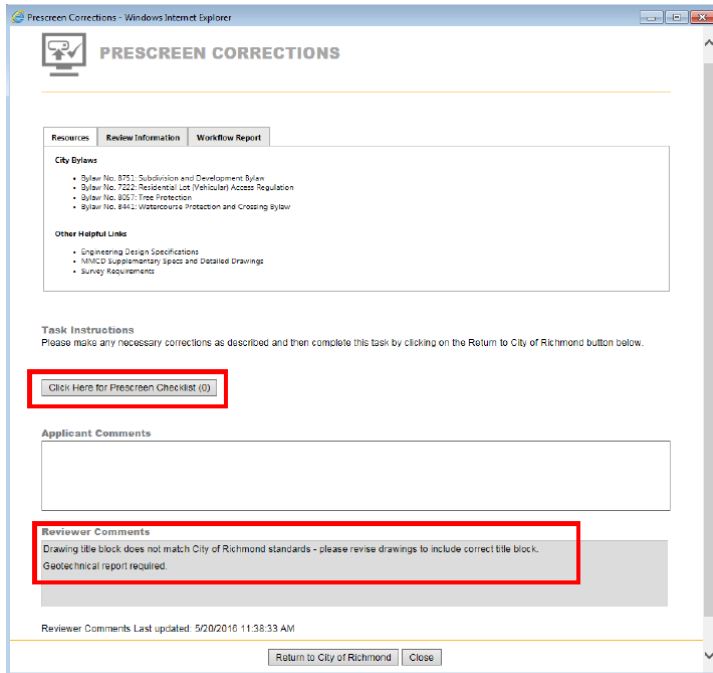 Prescreen Corrections - Windows Internet Explorer
PRESCREEN CORRECTIONS
Resources Review Information Workflow Report
City Bylaws
• Bylaw No. 8751: Subdivision and Development Bylaw
• Bylaw No. 7222: Residential Lot (Vehicular) Access Regulation
• Bylaw No. 8057: Tree Protection
• Bylaw No. 8441: Watercourse Protection and Crossing Bylaw
Other Helpful Links
• Engineering Design Specifications
• MMCD Supplementary Specs and Detailed Drawings
• Survey Requirements
Task Instructions
Please make any necessary corrections as described and then complete this task by clicking on the Return to City of Richmond button below.
Click Here for Prescreen Checklist (0)
Applicant Comments
Reviewer Comments
Drawing title block does not match City of Richmond standards - please revise drawings to include correct title block.
Geotechnical report required.
Reviewer Comments Last updated: 5/20/2016 11:38:33 AM
Return to City of Richmond Close